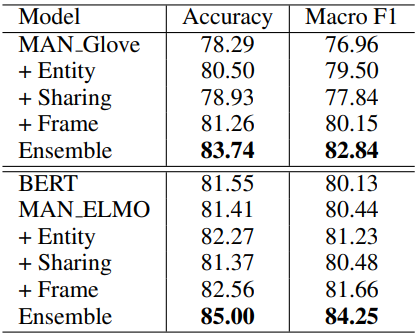 Model Accuracy Macro F1
MAN_Glove 78.29 76.96
+ Entity 80.50 79.50
+ Sharing 78.93 77.84
+ Frame 81.26 80.15
Ensemble 83.74 82.84
BERT 81.55 80.13
MAN_ELMO 81.41 80.44
+ Entity 82.27 81.23
+ Sharing 81.37 80.48
+ Frame 82.56 81.66
Ensemble 85.00 84.25